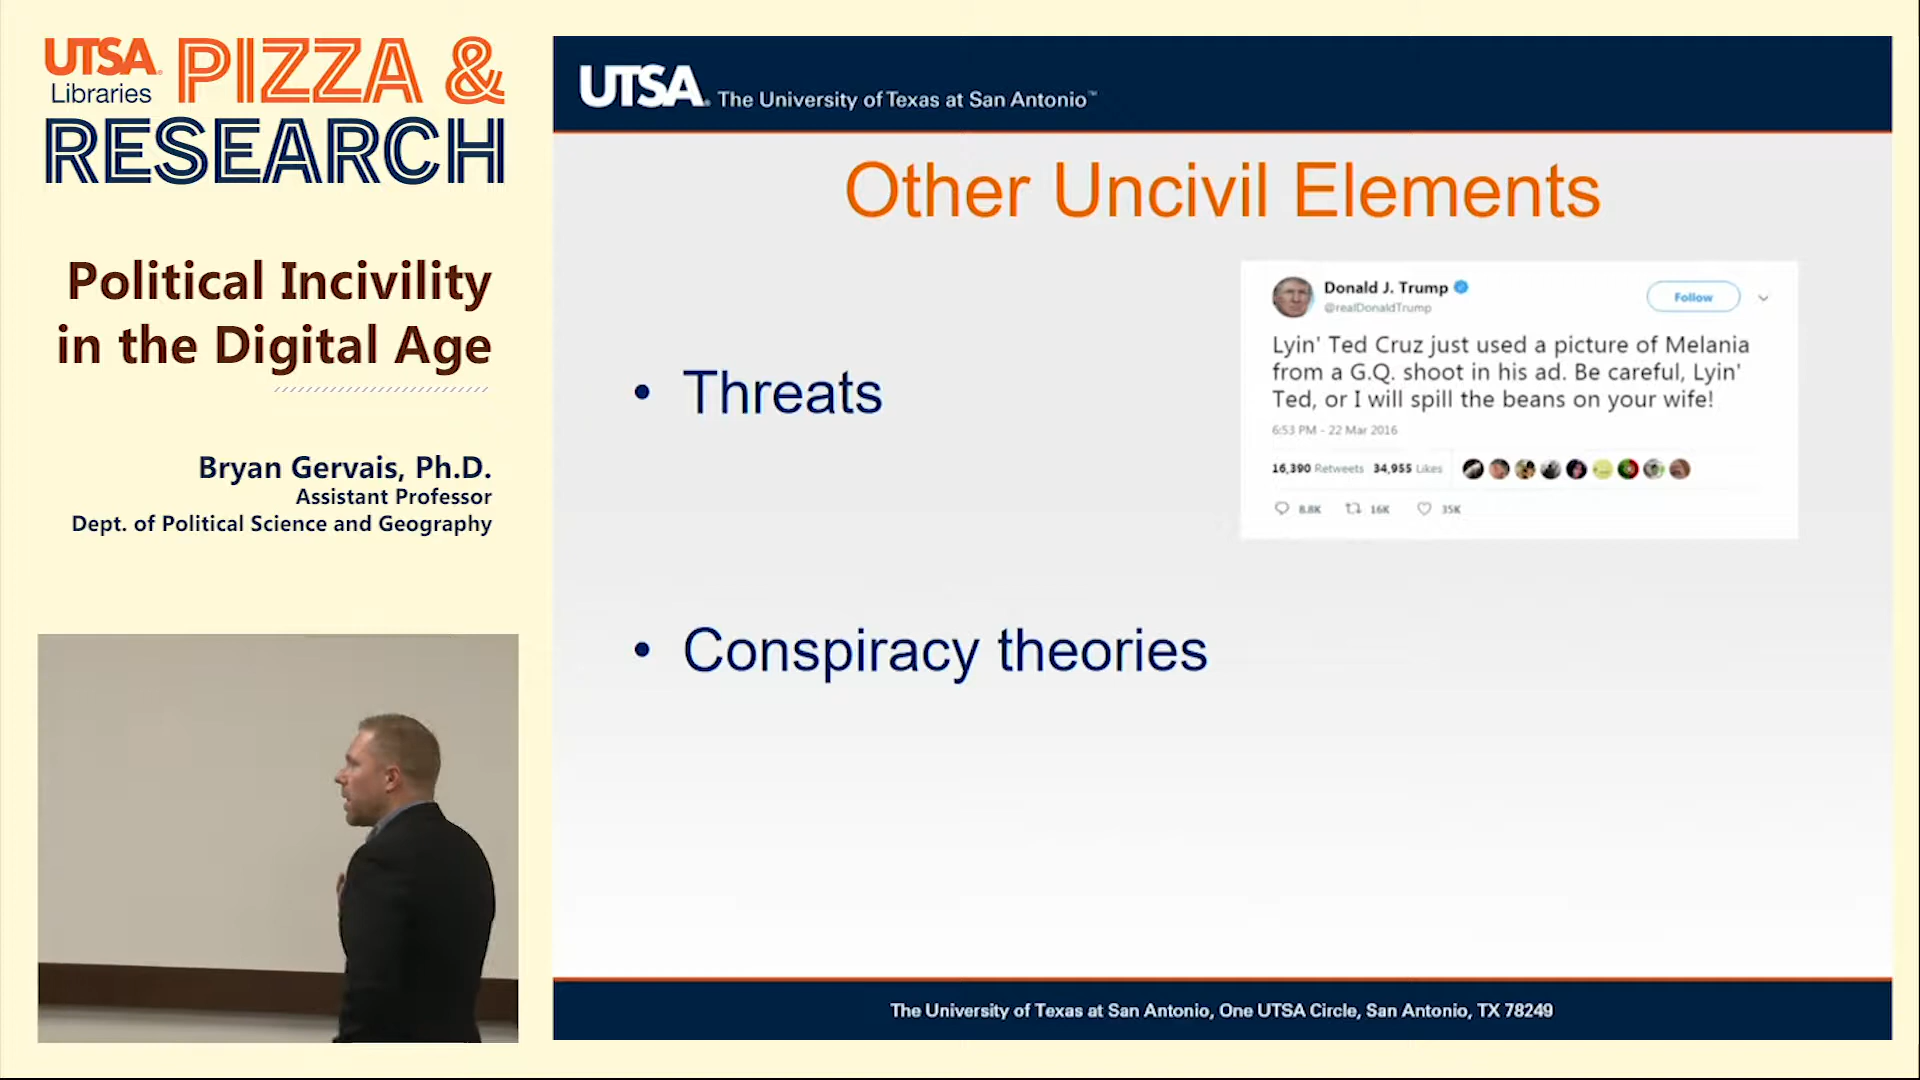 UTSA. PIZZA &
Libraries
RESEARCH
Political Incivility
in the Digital Age
Bryan Gervais, Ph.D.
Assistant Professor
Dept. of Political Science and Geography
UTSA. The University of Texas at San Antonio™
Other Uncivil Elements
• Threats
Donald J. Trump
@realDonaldTrump
Follow
Lyin' Ted Cruz just used a picture of Melania
from a G.Q. shoot in his ad. Be careful, Lyin'
Ted, or I will spill the beans on your wife!
6:53 PM - 22 Mar 2016
16,390 Retweets 34,955 Likes
8.8K 16K 35K
• Conspiracy theories
The University of Texas at San Antonio, One UTSA Circle, San Antonio, TX 78249